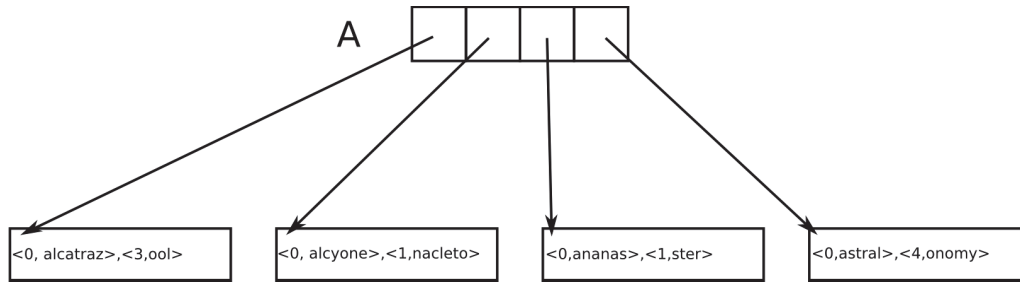 A
<0, alcatraz>,<3,ool>
<0, alcyone>,<1,nacleto>
<0,ananas>,<1,ster>
<0,astral>,<4,onomy>